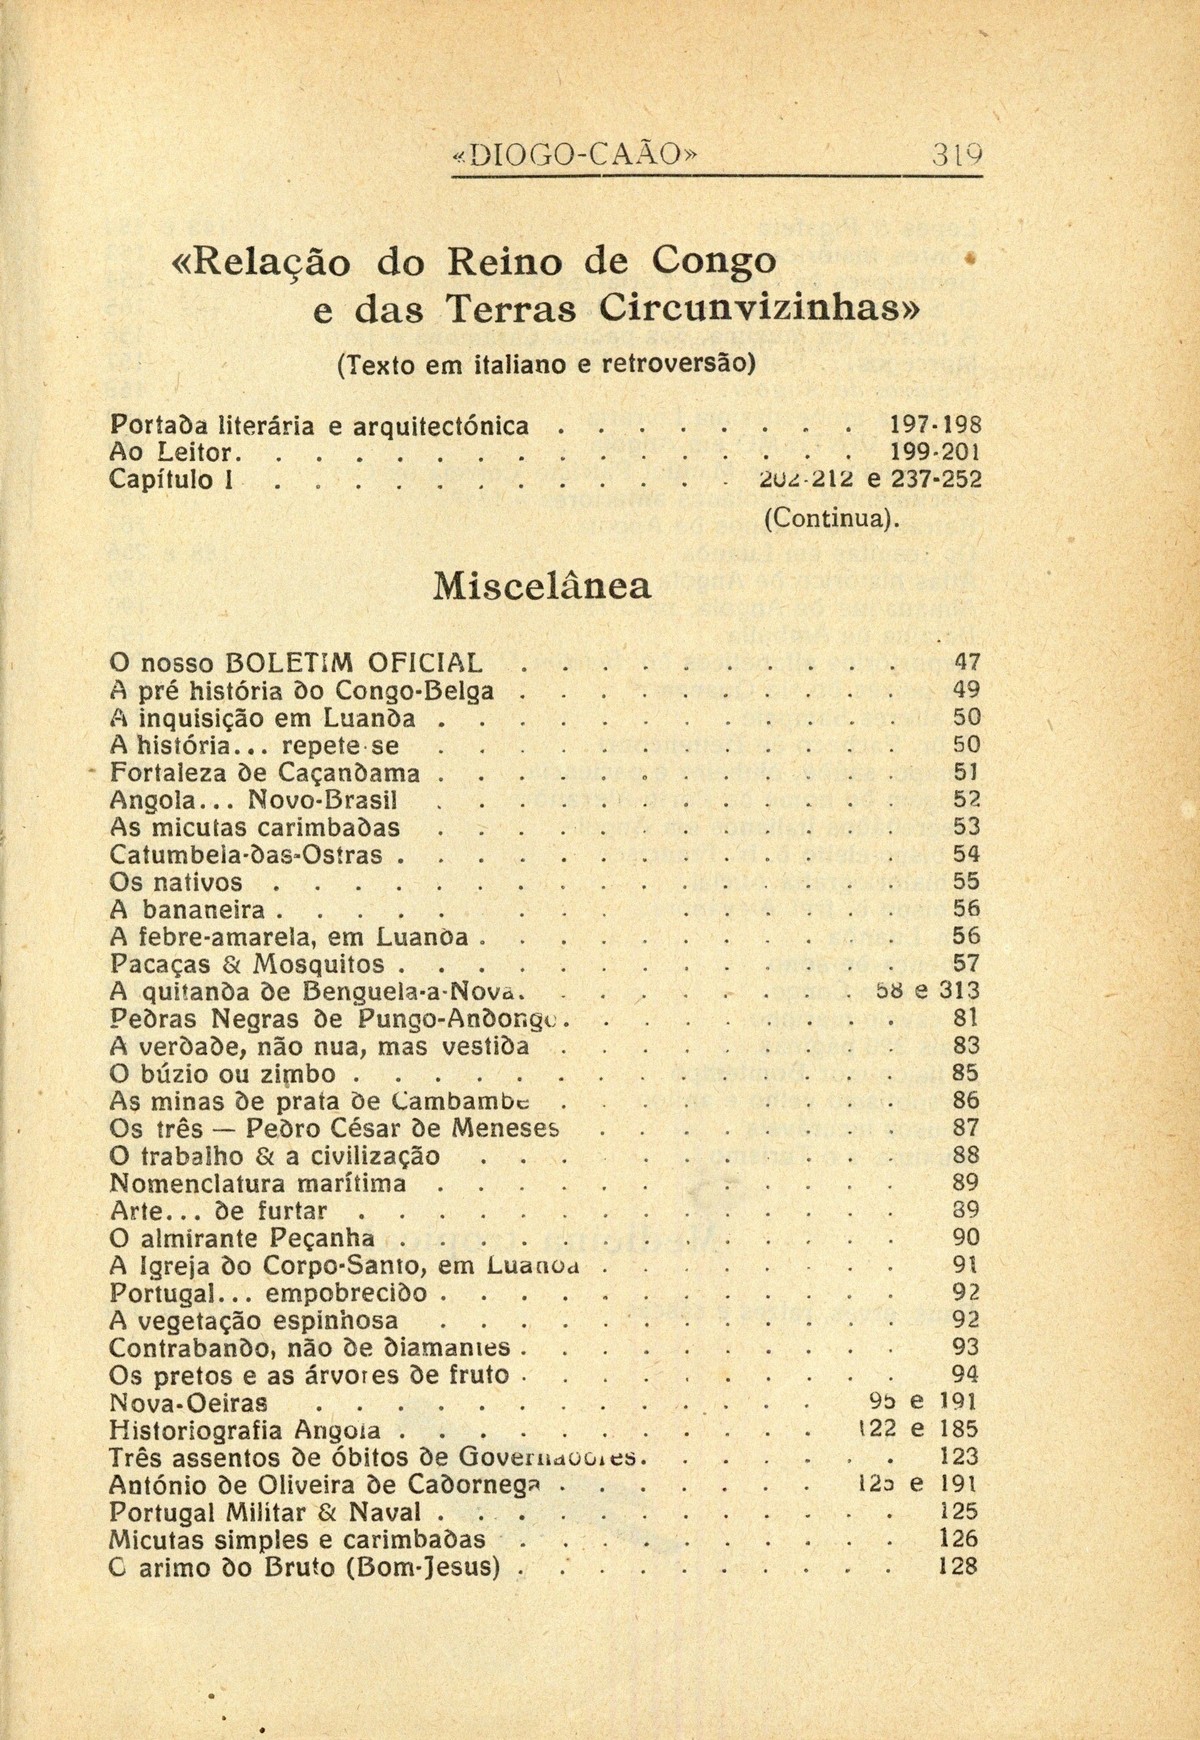 «DIOGO-CAÃO» 319
«Relação do Reino de Congo
e das Terras Circunvizinhas»
(Texto em italiano e retroversão)
Portada literária e arquitectónica . . . . . . . . 197-198
Ao Leitor. . . . . . . . . . . . . . . . 199-201
Capítulo I . . . . . . . . . . . . 202-212 e 237-252
(Continua).
Miscelânea
O nosso BOLETIM OFICIAL . . . . . . . . . . 47
A pré história do Congo-Belga . . . . . . . . . . 49
A inquisição em Luanda . . . . . . . . . . . . 50
A história... repete-se . . . . . . . . . . . . 50
Fortaleza de Caçandama . . . . . . . . . . . . 51
Angola... Novo-Brasil . . . . . . . . . . . . 52
As micutas carimbadas . . . . . . . . . . . . 53
Catumbela-das-Ostras . . . . . . . . . . . . . 54
Os nativos . . . . . . . . . . . . . . . . 55
A bananeira . . . . . . . . . . . . . . . . 56
A febre-amarela, em Luanda . . . . . . . . . . . 56
Pacaças & Mosquitos . . . . . . . . . . . . . 57
A quitanda de Benguela-a-Nova. . . . . . . . . 58 e 313
Pedras Negras de Pungo-Andongo. . . . . . . . . 81
A verdade, não nua, mas vestida . . . . . . . . . 83
O búzio ou zimbo . . . . . . . . . . . . . . 85
As minas de prata de Cambambe . . . . . . . . . 86
Os três — Pedro César de Meneses . . . . . . . . 87
O trabalho & a civilização . . . . . . . . . . . 88
Nomenclatura marítima . . . . . . . . . . . . 89
Arte... de furtar . . . . . . . . . . . . . . 89
O almirante Peçanha . . . . . . . . . . . . . 90
A Igreja do Corpo-Santo, em Luanda . . . . . . . . 91
Portugal... empobrecido . . . . . . . . . . . . 92
A vegetação espinhosa . . . . . . . . . . . . 92
Contrabando, não de diamantes . . . . . . . . . . 93
Os pretos e as árvores de fruto . . . . . . . . . . 94
Nova-Oeiras . . . . . . . . . . . . . 95 e 191
Historiografia Angola . . . . . . . . . . . 122 e 185
Três assentos de óbitos de Governadores. . . . . . . 123
António de Oliveira de Cadornega . . . . . . . 125 e 191
Portugal Militar & Naval . . . . . . . . . . . . 125
Micutas simples e carimbadas . . . . . . . . . . 126
O arimo do Bruto (Bom-Jesus) . . . . . . . . . . 128